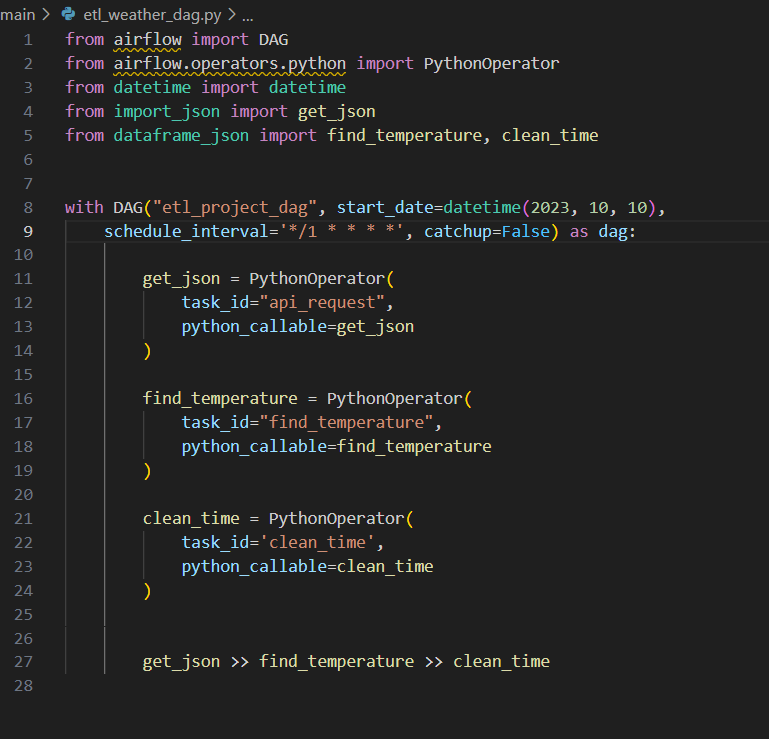 main > etl_weather_dag.py > ...
1 from airflow import DAG
2 from airflow.operators.python import PythonOperator
3 from datetime import datetime
4 from import_json import get_json
5 from dataframe_json import find_temperature, clean_time
6
7
8 with DAG("etl_project_dag", start_date=datetime(2023, 10, 10),
9     schedule_interval='*/1 * * * *', catchup=False) as dag:
10
11         get_json = PythonOperator(
12             task_id="api_request",
13             python_callable=get_json
14         )
15
16         find_temperature = PythonOperator(
17             task_id="find_temperature",
18             python_callable=find_temperature
19         )
20
21         clean_time = PythonOperator(
22             task_id='clean_time',
23             python_callable=clean_time
24         )
25
26
27         get_json >> find_temperature >> clean_time
28